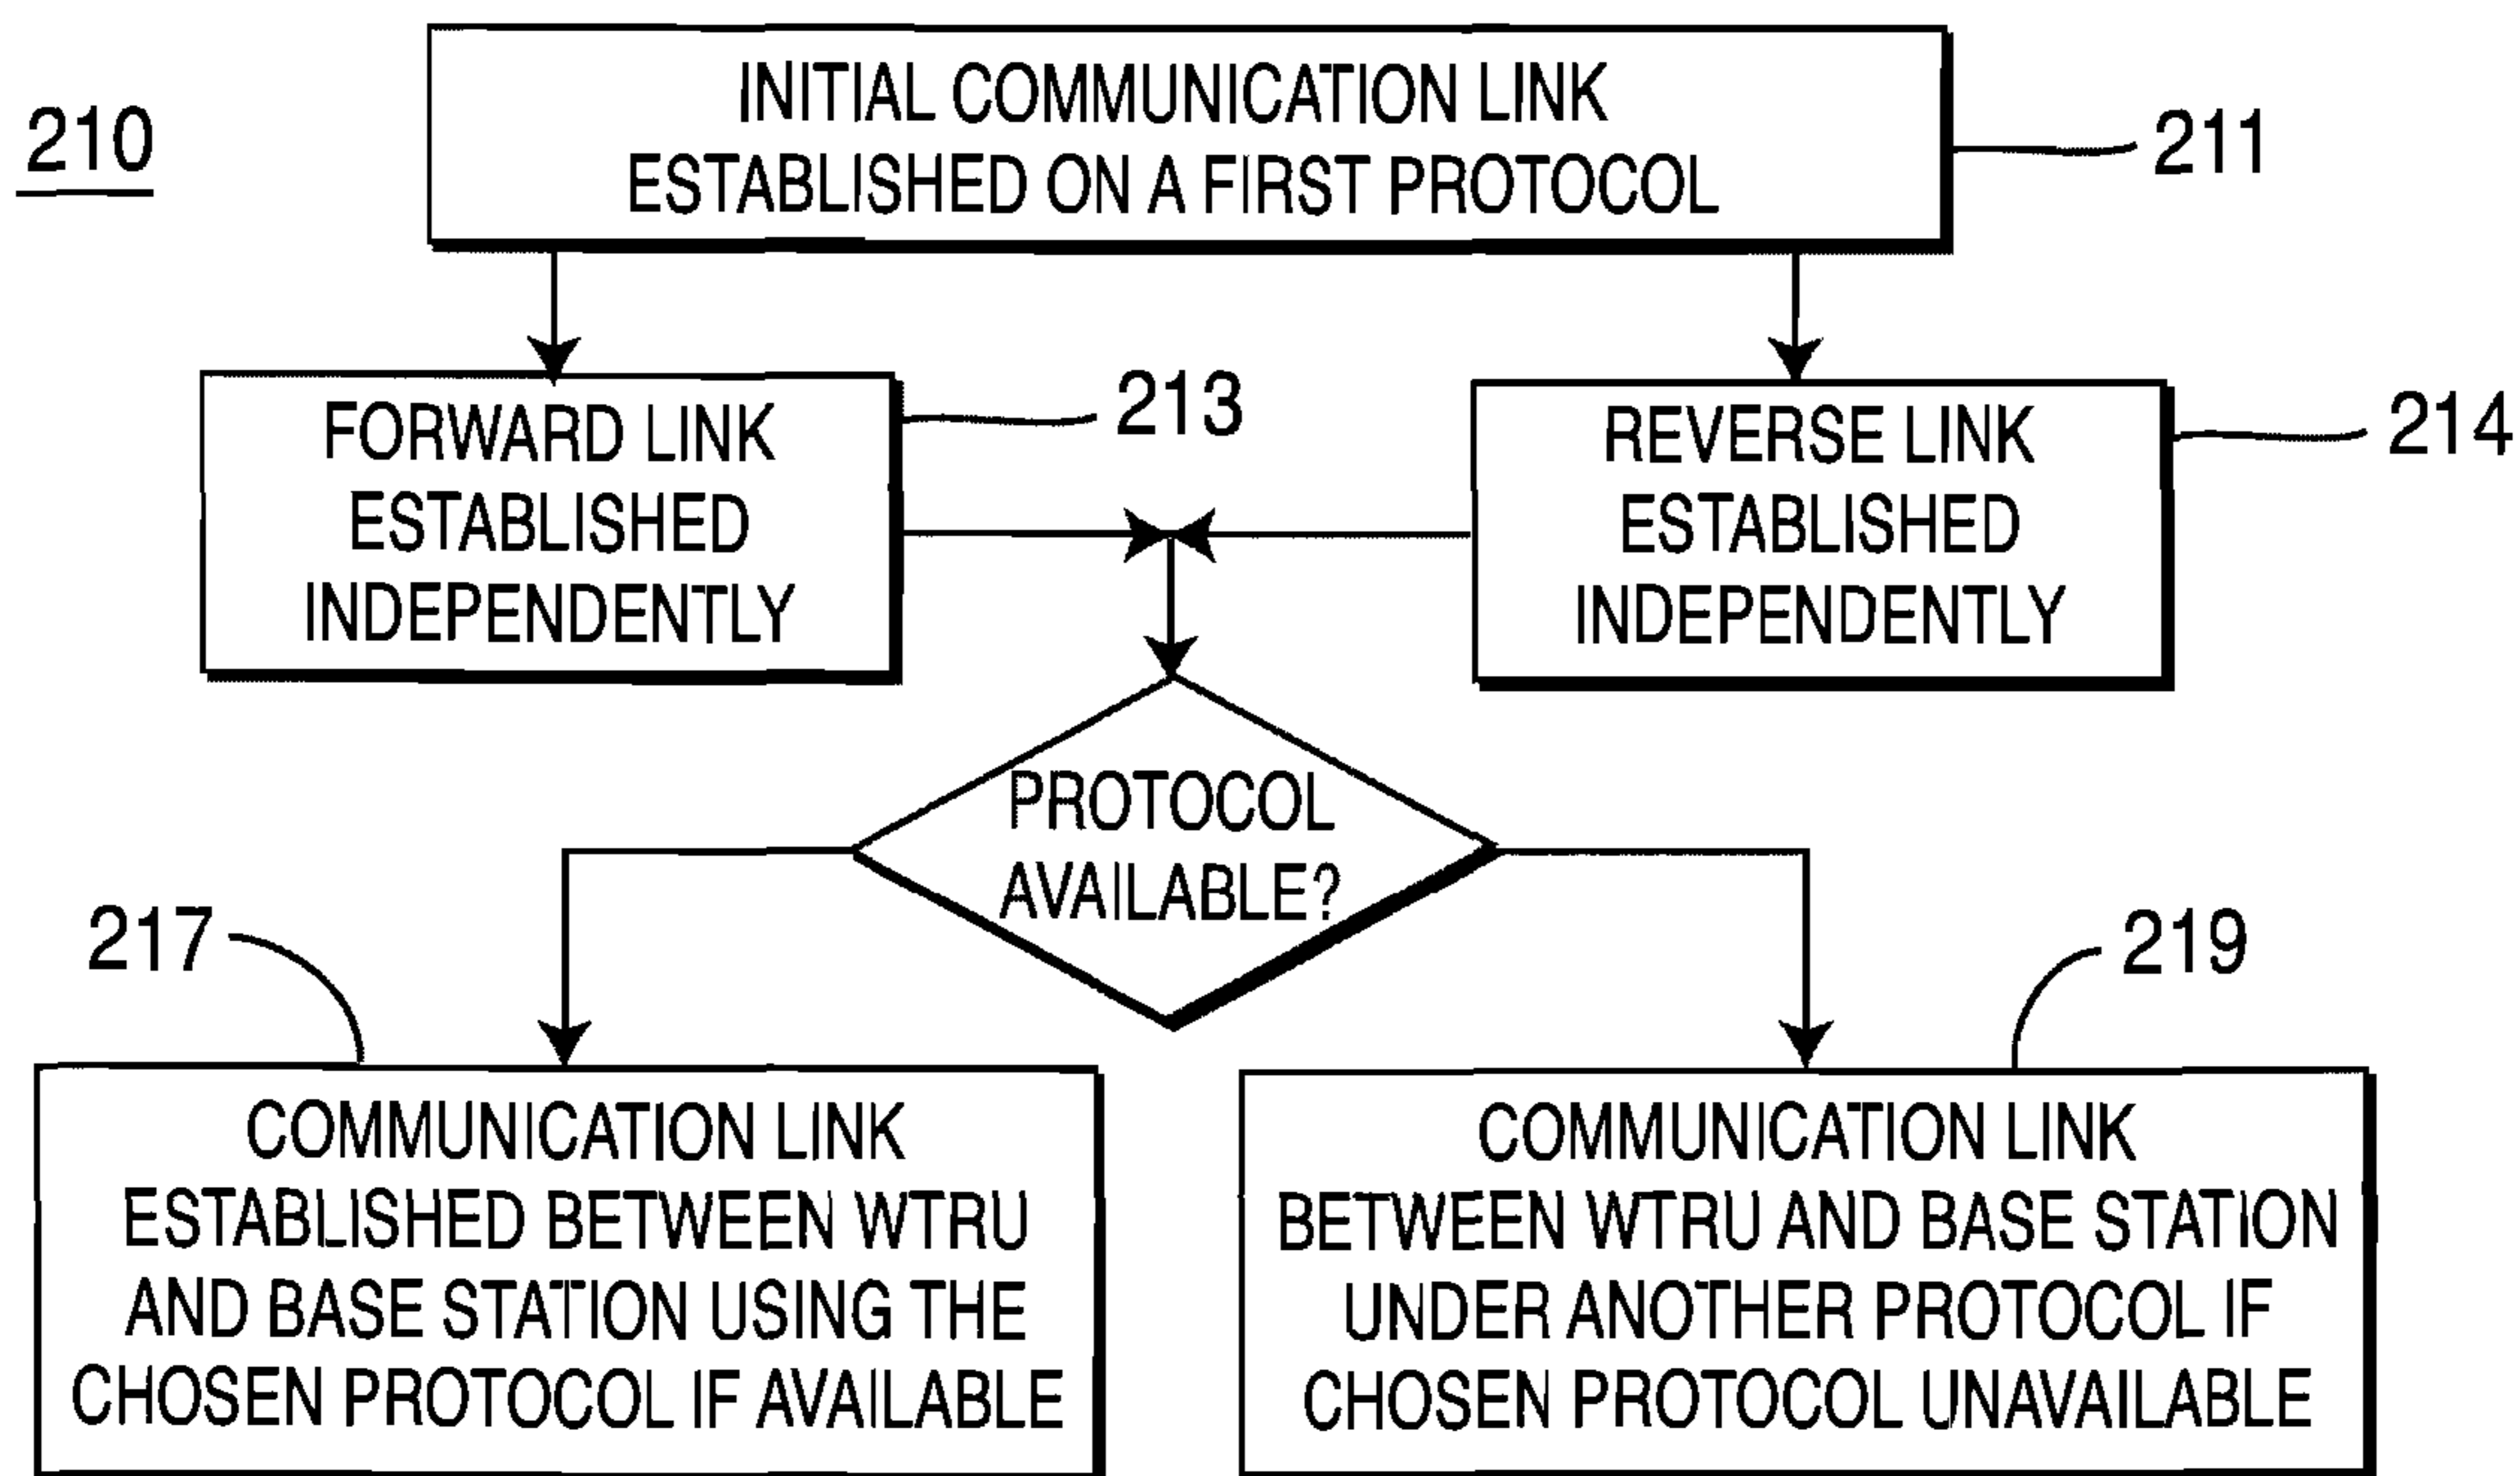 210
INITIAL COMMUNICATION LINK
ESTABLISHED ON A FIRST PROTOCOL
211
FORWARD LINK
ESTABLISHED
INDEPENDENTLY
213
REVERSE LINK
ESTABLISHED
INDEPENDENTLY
214
PROTOCOL
AVAILABLE?
217
COMMUNICATION LINK
ESTABLISHED BETWEEN WTRU
AND BASE STATION USING THE
CHOSEN PROTOCOL IF AVAILABLE
219
COMMUNICATION LINK
BETWEEN WTRU AND BASE STATION
UNDER ANOTHER PROTOCOL IF
CHOSEN PROTOCOL UNAVAILABLE